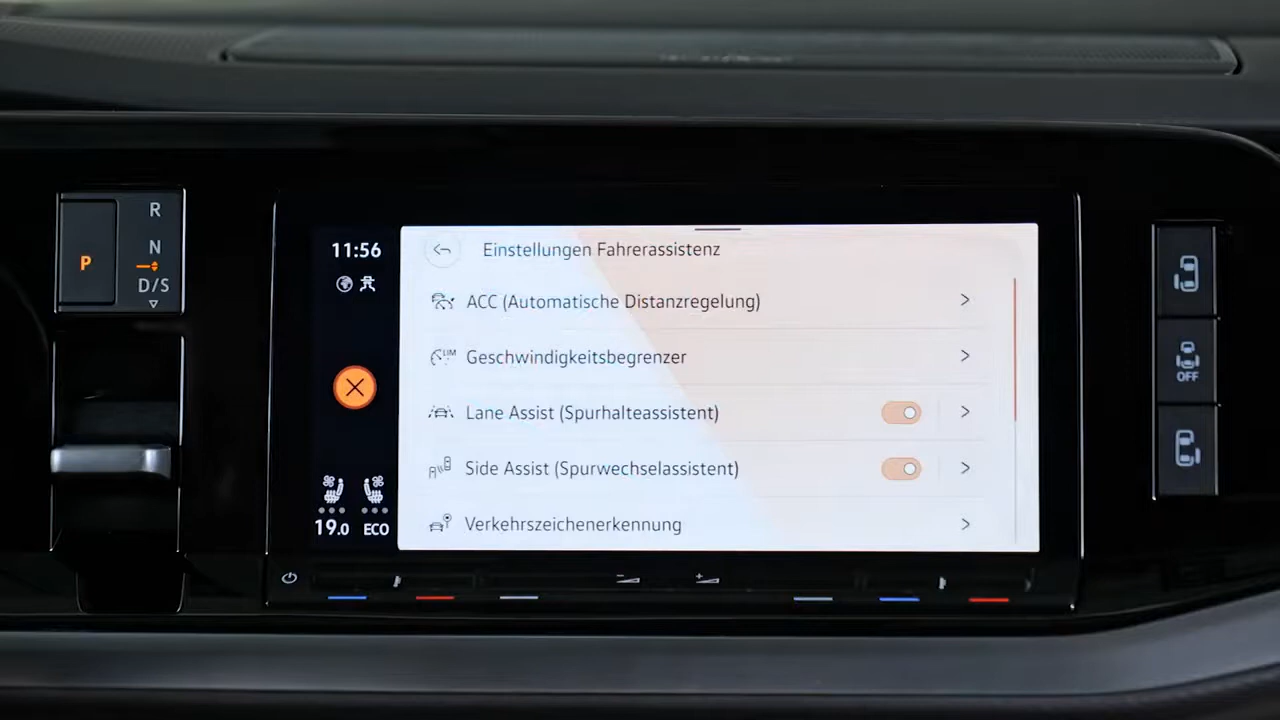 R
N
P
D/S
11:56
Einstellungen Fahrerassistenz
ACC (Automatische Distanzregelung)
LIM
Geschwindigkeitsbegrenzer
Lane Assist (Spurhalteassistent)
Side Assist (Spurwechselassistent)
Verkehrszeichenerkennung
19.0
ECO
OFF